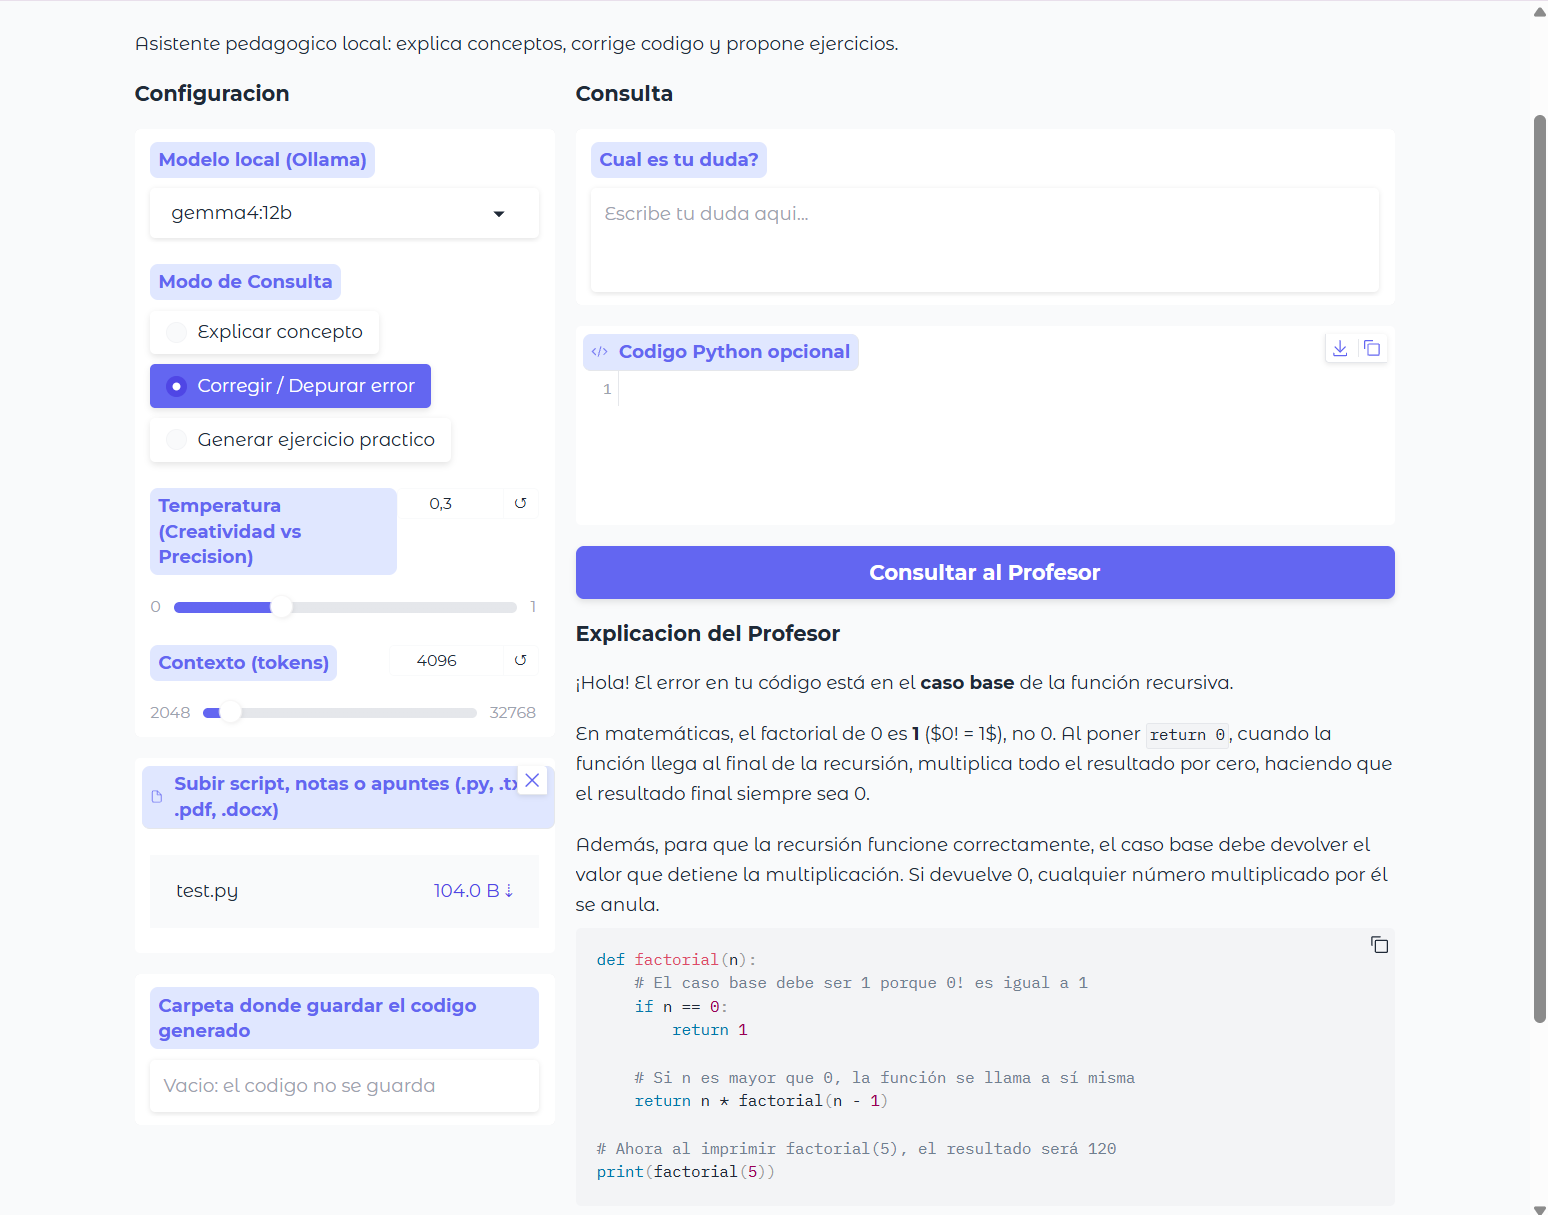 Asistente pedagogico local: explica conceptos, corrige codigo y propone ejercicios.
Configuracion
Modelo local (Ollama)
gemma4:12b
Modo de Consulta
Explicar concepto
Corregir / Depurar error
Generar ejercicio practico
Temperatura
(Creatividad vs
Precision)
0,3
0
1
Contexto (tokens)
4096
2048
32768
Subir script, notas o apuntes (.py, .tx
.pdf, .docx)
test.py
104.0 B ⇣
Carpeta donde guardar el codigo
generado
Vacio: el codigo no se guarda
Consulta
Cual es tu duda?
Escribe tu duda aqui...
Codigo Python opcional
1
Consultar al Profesor
Explicacion del Profesor
¡Hola! El error en tu código está en el caso base de la función recursiva.
En matemáticas, el factorial de 0 es 1 ($0! = 1$), no 0. Al poner return 0, cuando la
función llega al final de la recursión, multiplica todo el resultado por cero, haciendo que
el resultado final siempre sea 0.
Además, para que la recursión funcione correctamente, el caso base debe devolver el
valor que detiene la multiplicación. Si devuelve 0, cualquier número multiplicado por él
se anula.
def factorial(n):
    # El caso base debe ser 1 porque 0! es igual a 1
    if n == 0:
        return 1
    # Si n es mayor que 0, la función se llama a sí misma
    return n * factorial(n - 1)
# Ahora al imprimir factorial(5), el resultado será 120
print(factorial(5))